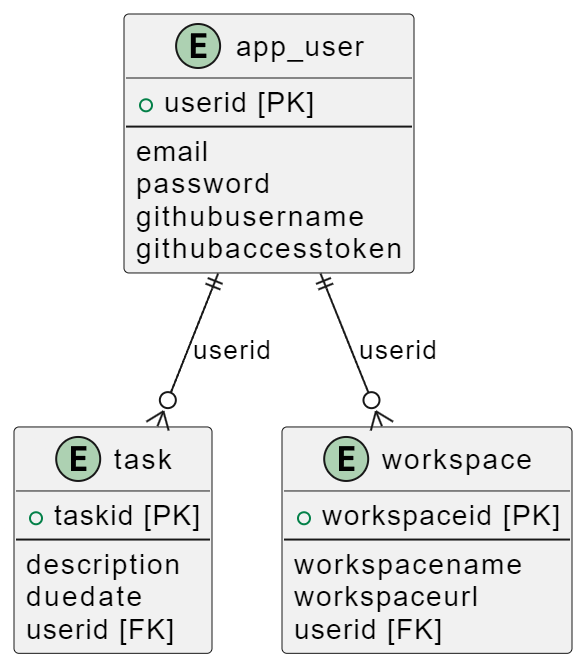 E app_user
userid [PK]
email
password
githubusername
githubaccesstoken
userid
userid
E task
taskid [PK]
description
duedate
userid [FK]
E workspace
workspaceid [PK]
workspacename
workspaceurl
userid [FK]